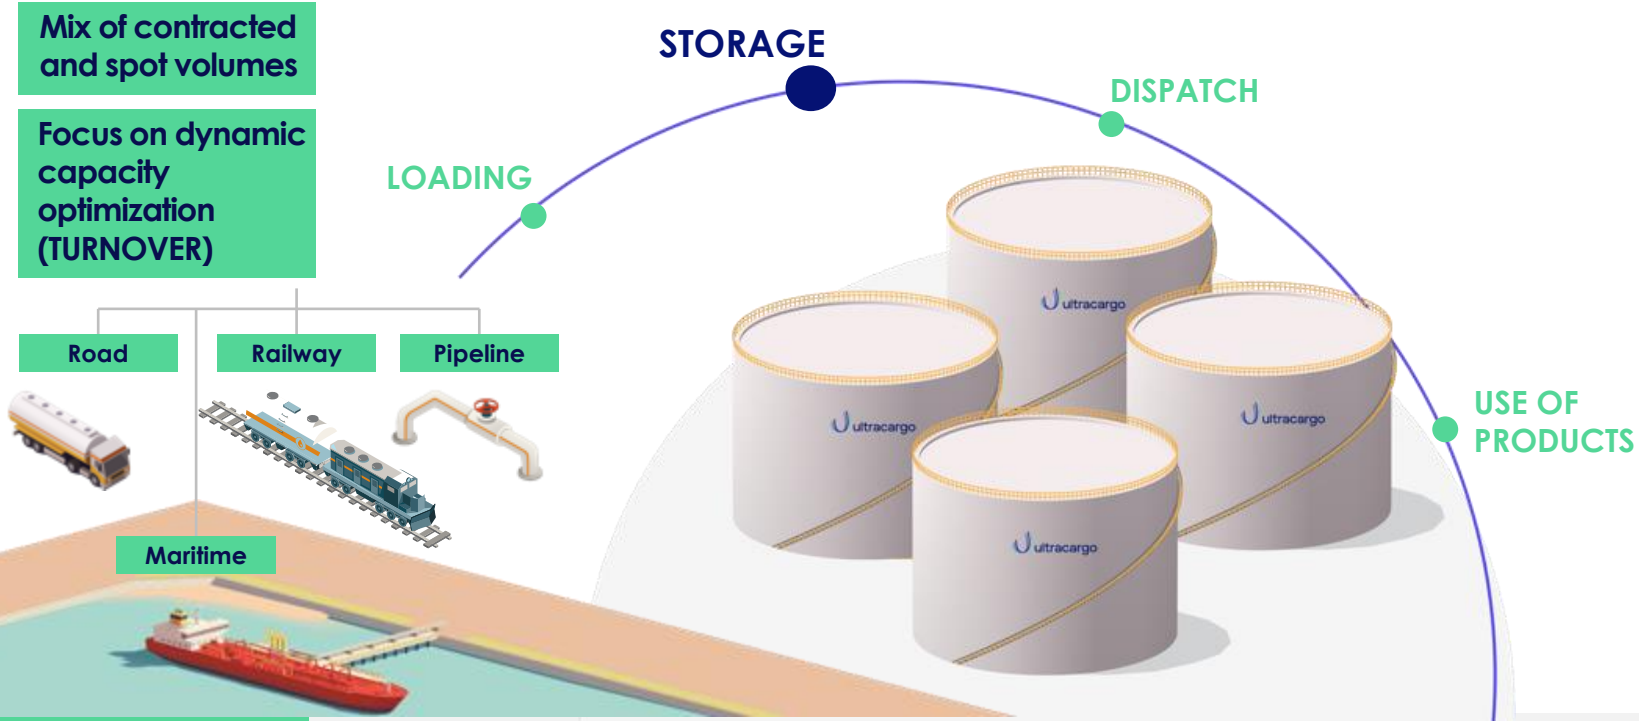 Mix of contracted
and spot volumes
Focus on dynamic
capacity
optimization
(TURNOVER)
Road
Railway
Pipeline
Maritime
LOADING
STORAGE
DISPATCH
USE OF
PRODUCTS
ultracargo
ultracargo
ultracargo
ultracargo